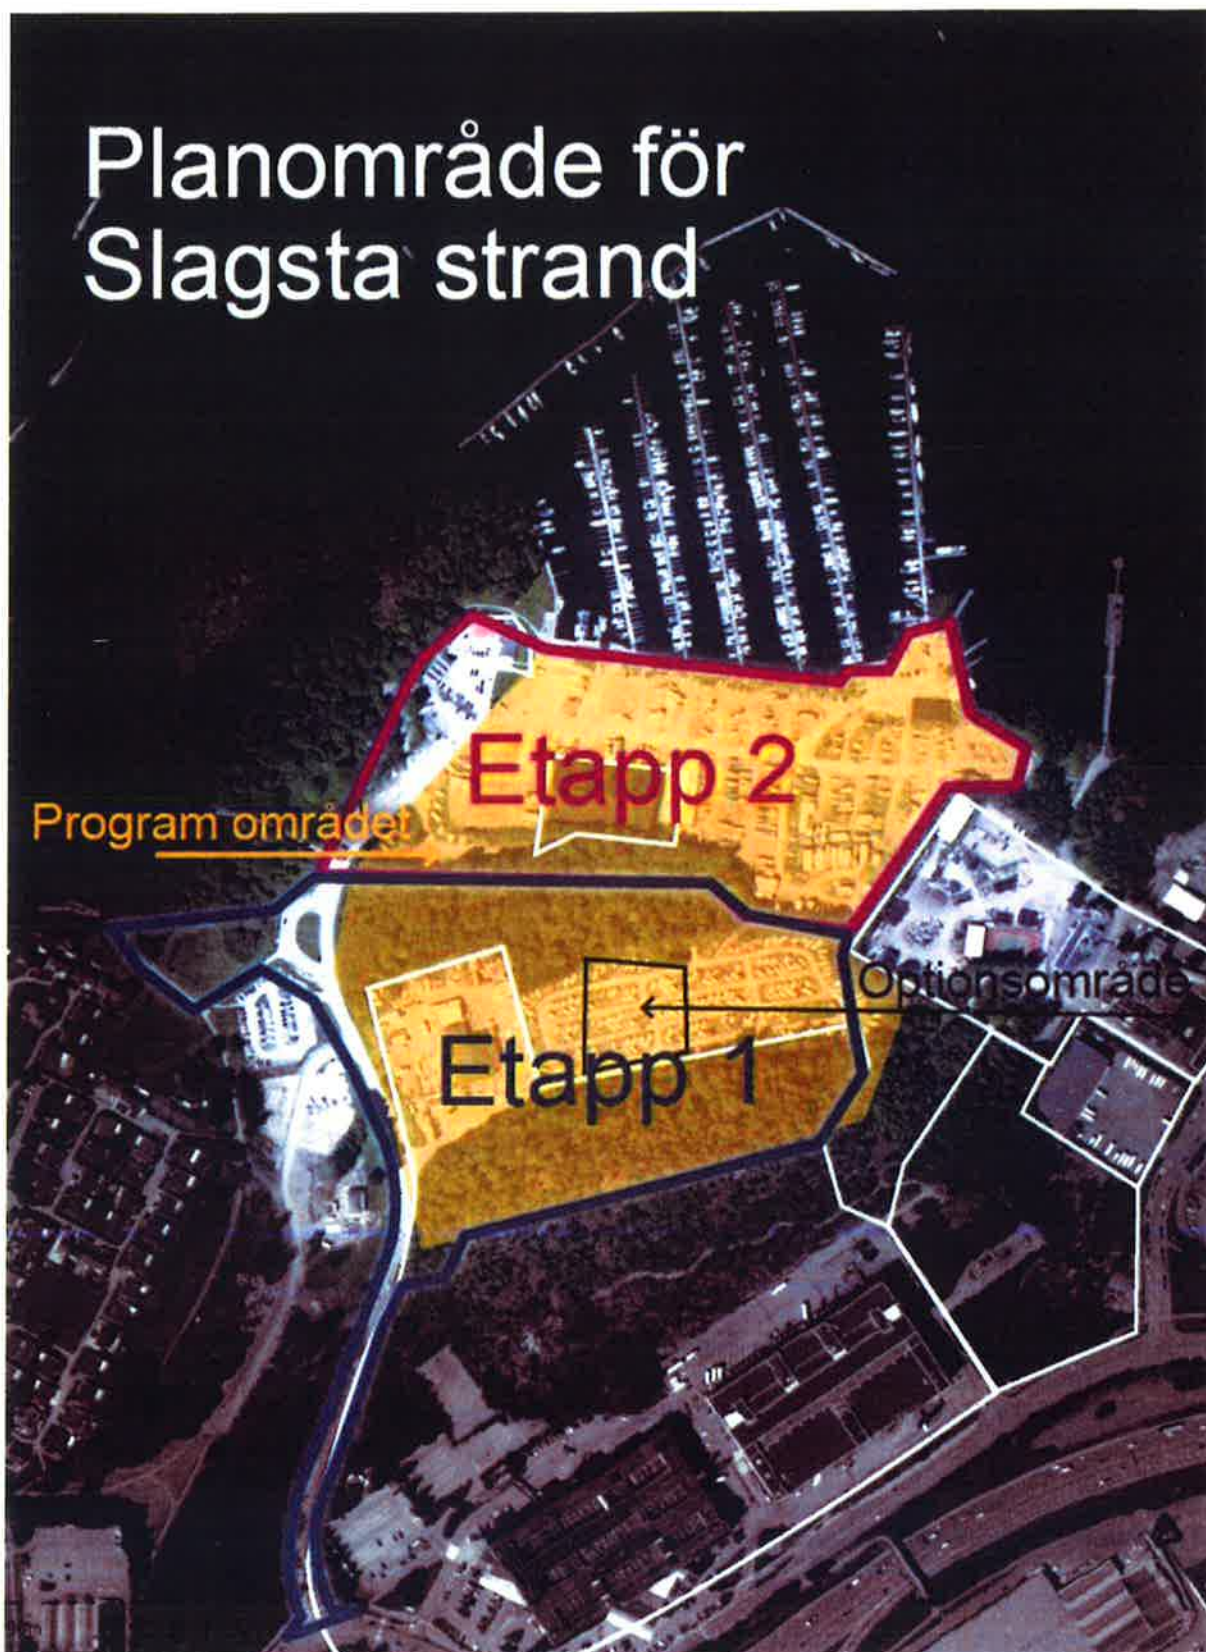 Planområde för
Slagsta strand
Etapp 2
Program området
Optionsområde
Etapp 1